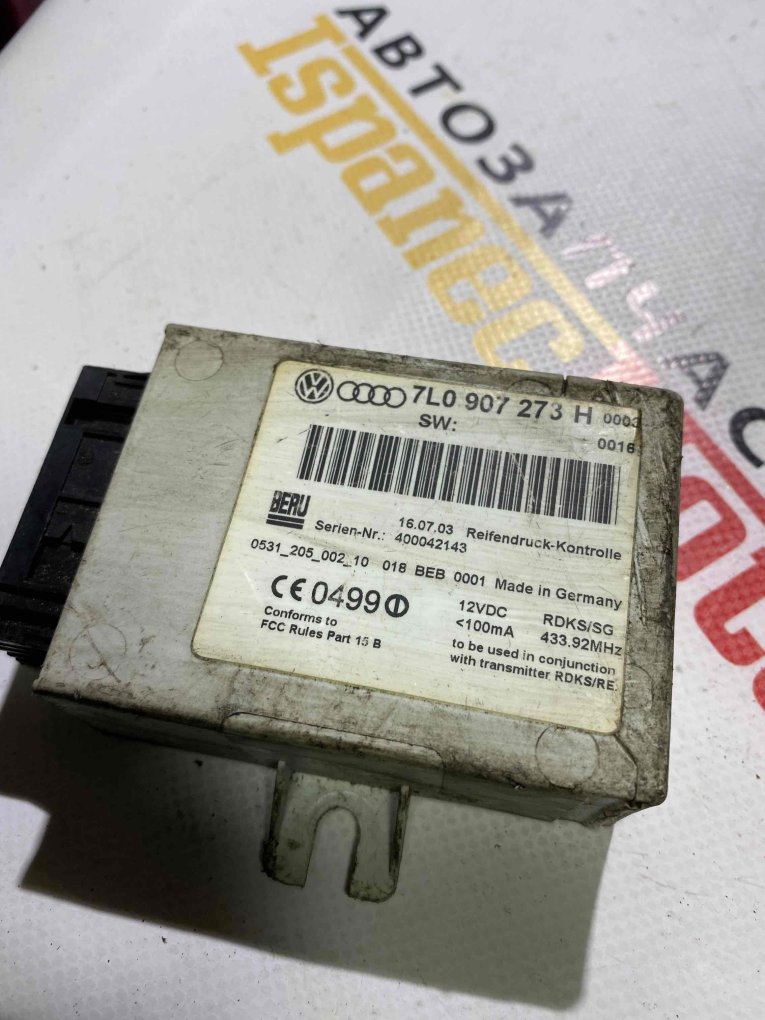 АВТОЗАПЧАС
Ispanec
oto
7L0 907 273 H 0003
SW: 0016
BERU
16.07.03 Reifendruck-Kontrolle
Serien-Nr.: 400042143
0531_205_002_10 018 BEB 0001 Made in Germany
CE 0499
12VDC RDKS/SG
<100mA 433.92MHz
Conforms to
FCC Rules Part 15 B
to be used in conjunction
with transmitter RDKS/RE.